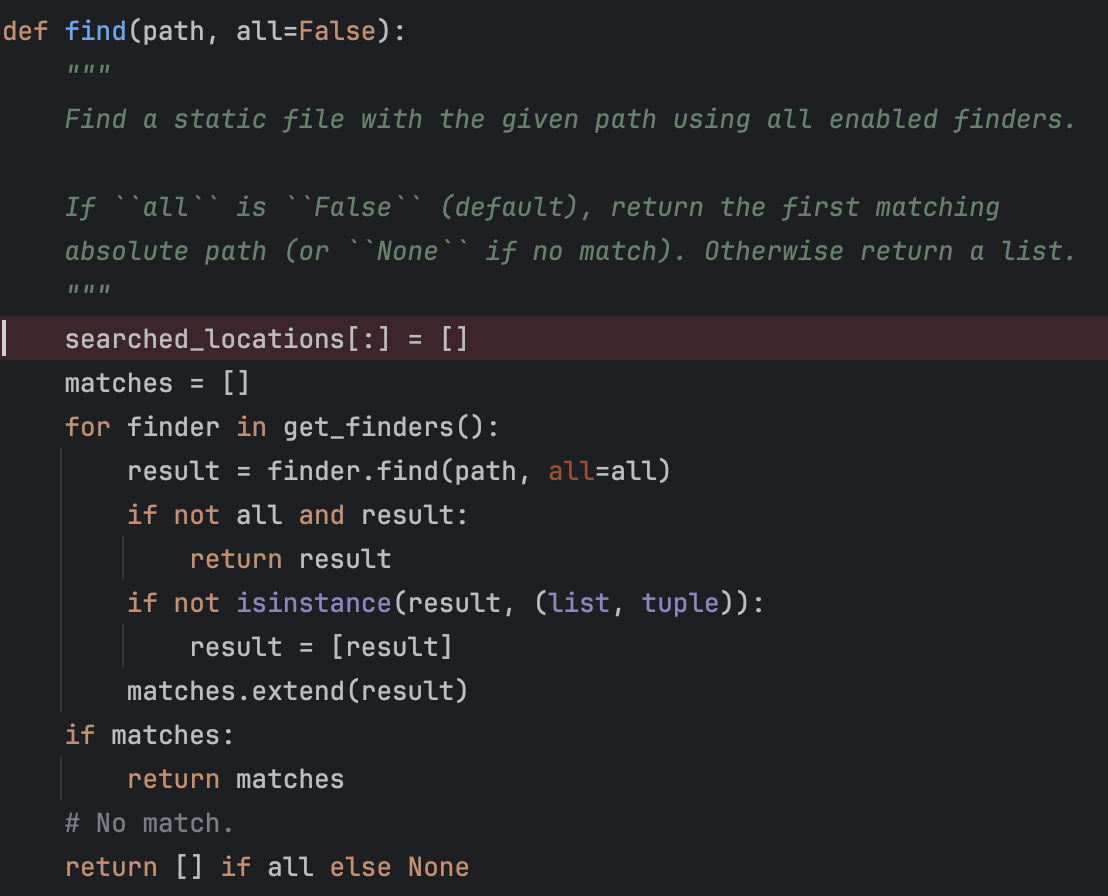 def find(path, all=False):
    """
    Find a static file with the given path using all enabled finders.

    If ``all`` is ``False`` (default), return the first matching
    absolute path (or ``None`` if no match). Otherwise return a list.
    """
    searched_locations[:] = []
    matches = []
    for finder in get_finders():
        result = finder.find(path, all=all)
        if not all and result:
            return result
        if not isinstance(result, (list, tuple)):
            result = [result]
        matches.extend(result)
    if matches:
        return matches
    # No match.
    return [] if all else None